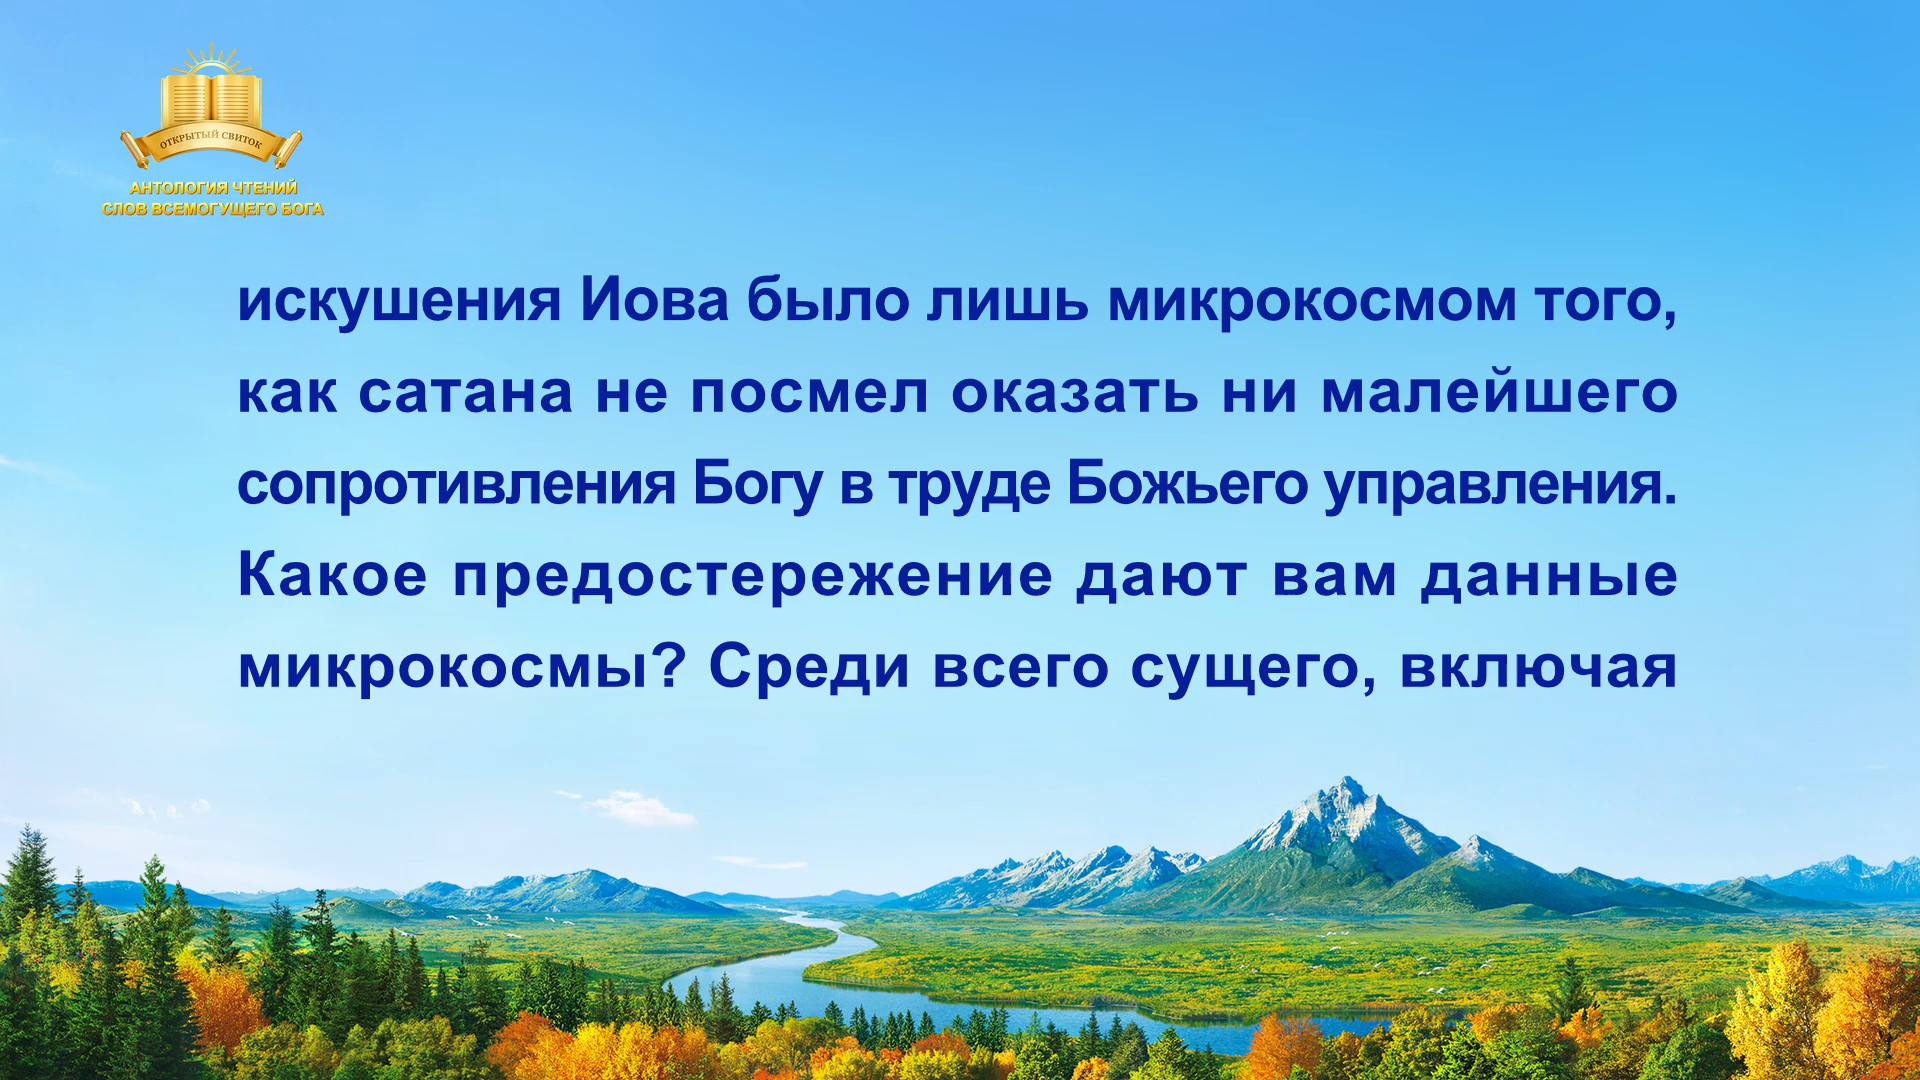 ОТКРЫТЫЙ СВИТОК
АНТОЛОГИЯ ЧТЕНИЙ
СЛОВ ВСЕМОГУЩЕГО БОГА
искушения Иова было лишь микрокосмом того,
как сатана не посмел оказать ни малейшего
сопротивления Богу в труде Божьего управления.
Какое предостережение дают вам данные
микрокосмы? Среди всего сущего, включая